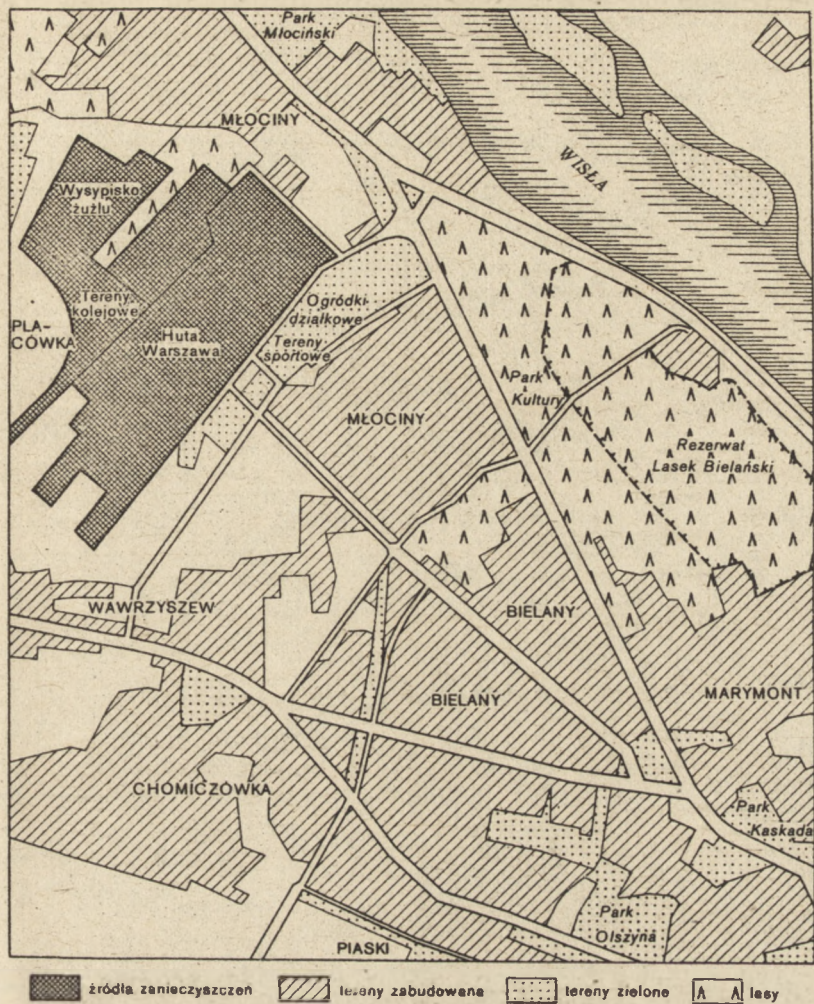 Park
Młociński
MŁOCINY
WISŁA
Wysypisko
żużlu
Tereny
kolejowe
Huta
Warszawa
PLA-
CÓWKA
Ogródki
działkowe
Tereny
sportowe
Park
Kultury
MŁOCINY
Rezerwat
Lasek Bielański
WAWRZYSZEW
BIELANY
BIELANY
MARYMONT
CHOMICZÓWKA
Park
Kaskada
Park
Olszyna
PIASKI
źródła zanieczyszczeń
tereny zabudowana
tereny zielone
lasy